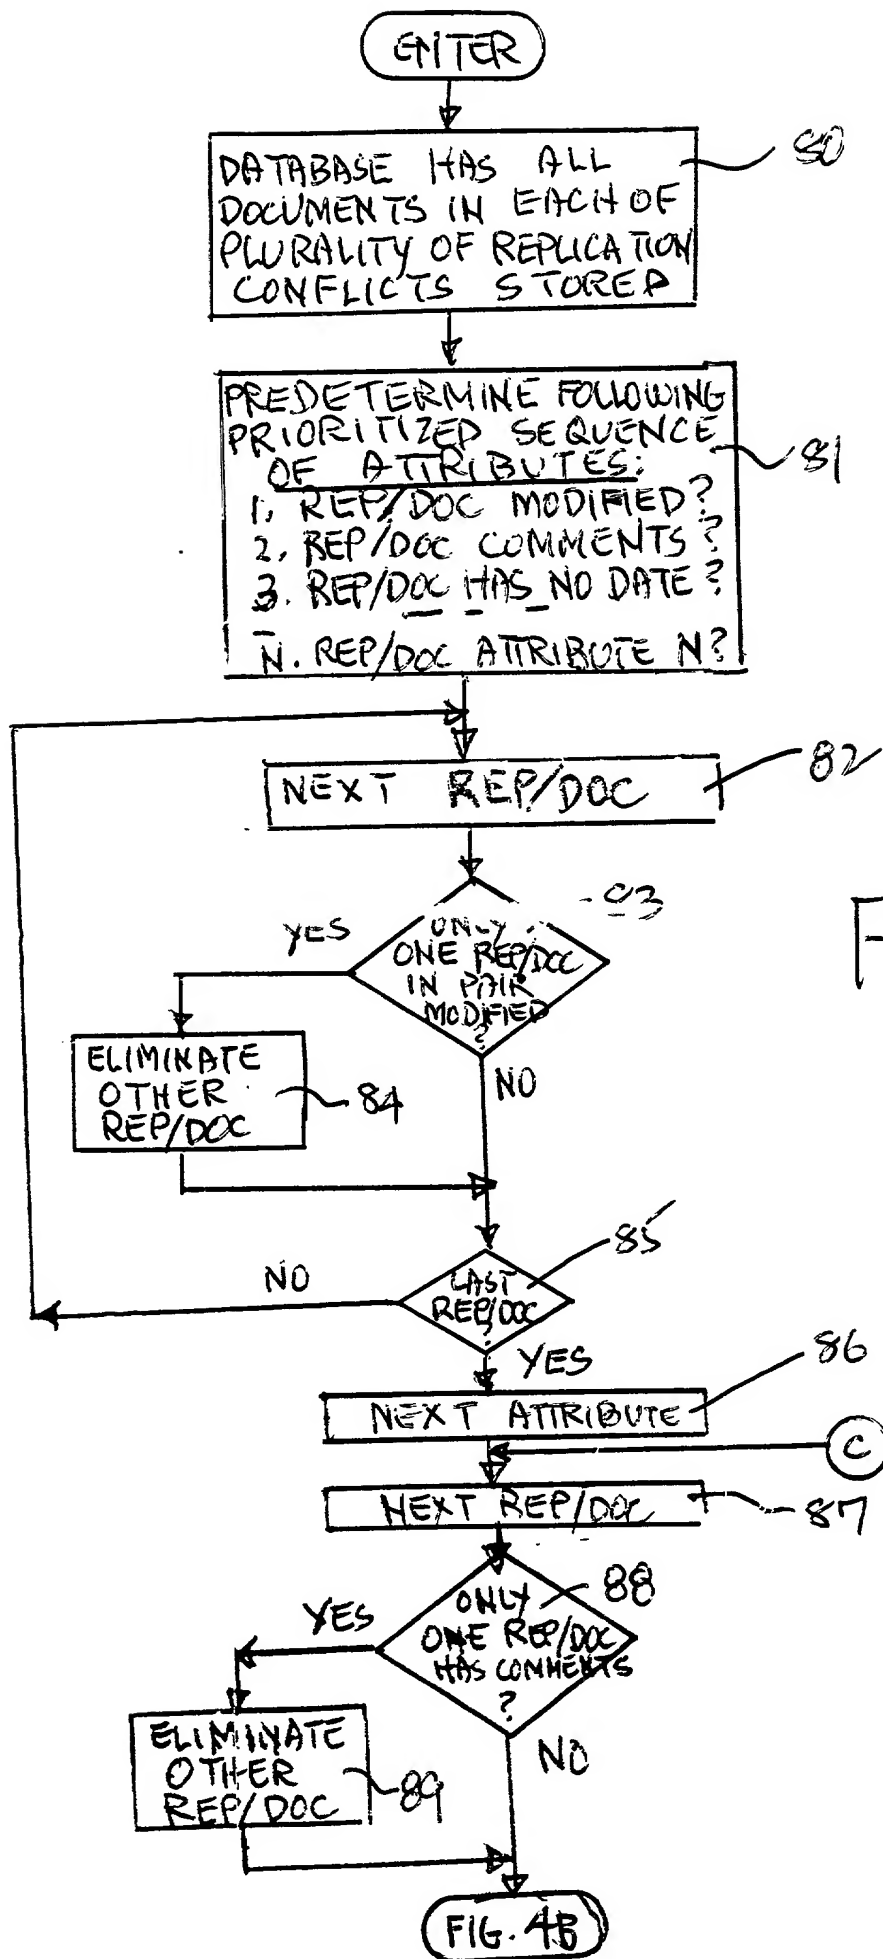 ENTER
DATABASE HAS ALL
DOCUMENTS IN EACH OF
PLURALITY OF REPLICATION
CONFLICTS STORED
80
PREDETERMINE FOLLOWING
PRIORITIZED SEQUENCE
OF ATTRIBUTES:
1. REP/DOC MODIFIED?
2. REP/DOC COMMENTS?
3. REP/DOC HAS NO DATE?
N. REP/DOC ATTRIBUTE N?
81
NEXT REP/DOC
82
83
ONLY
ONE REP/DOC
IN PAIR
MODIFIED
?
YES
NO
ELIMINATE
OTHER
REP/DOC
84
LAST
REP/DOC
?
85
NO
YES
NEXT ATTRIBUTE
86
C
NEXT REP/DOC
87
ONLY
ONE REP/DOC
HAS COMMENTS
?
88
YES
NO
ELIMINATE
OTHER
REP/DOC
89
FIG. 4B